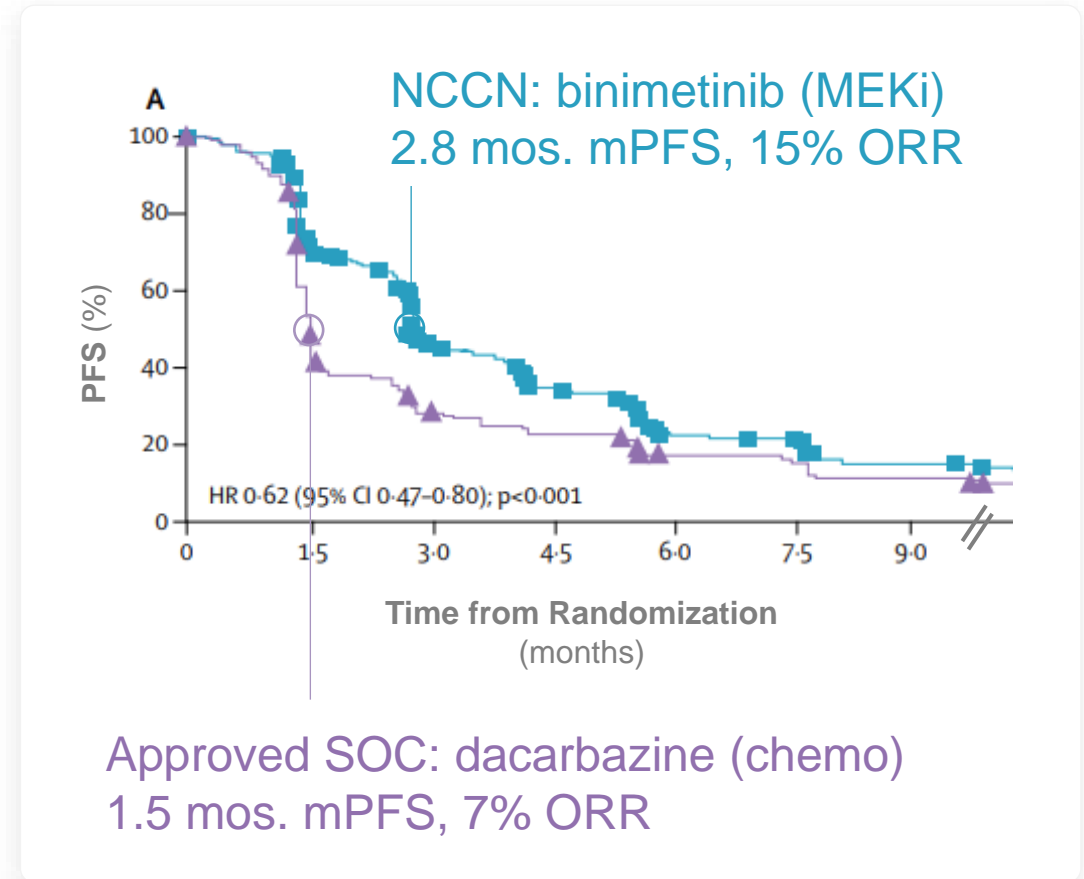 A
NCCN: binimetinib (MEKi)
2.8 mos. mPFS, 15% ORR
100
80
60
40
20
0
PFS (%)
HR 0·62 (95% CI 0·47–0·80); p<0·001
0 1·5 3·0 4·5 6·0 7·5 9·0
Time from Randomization
(months)
Approved SOC: dacarbazine (chemo)
1.5 mos. mPFS, 7% ORR